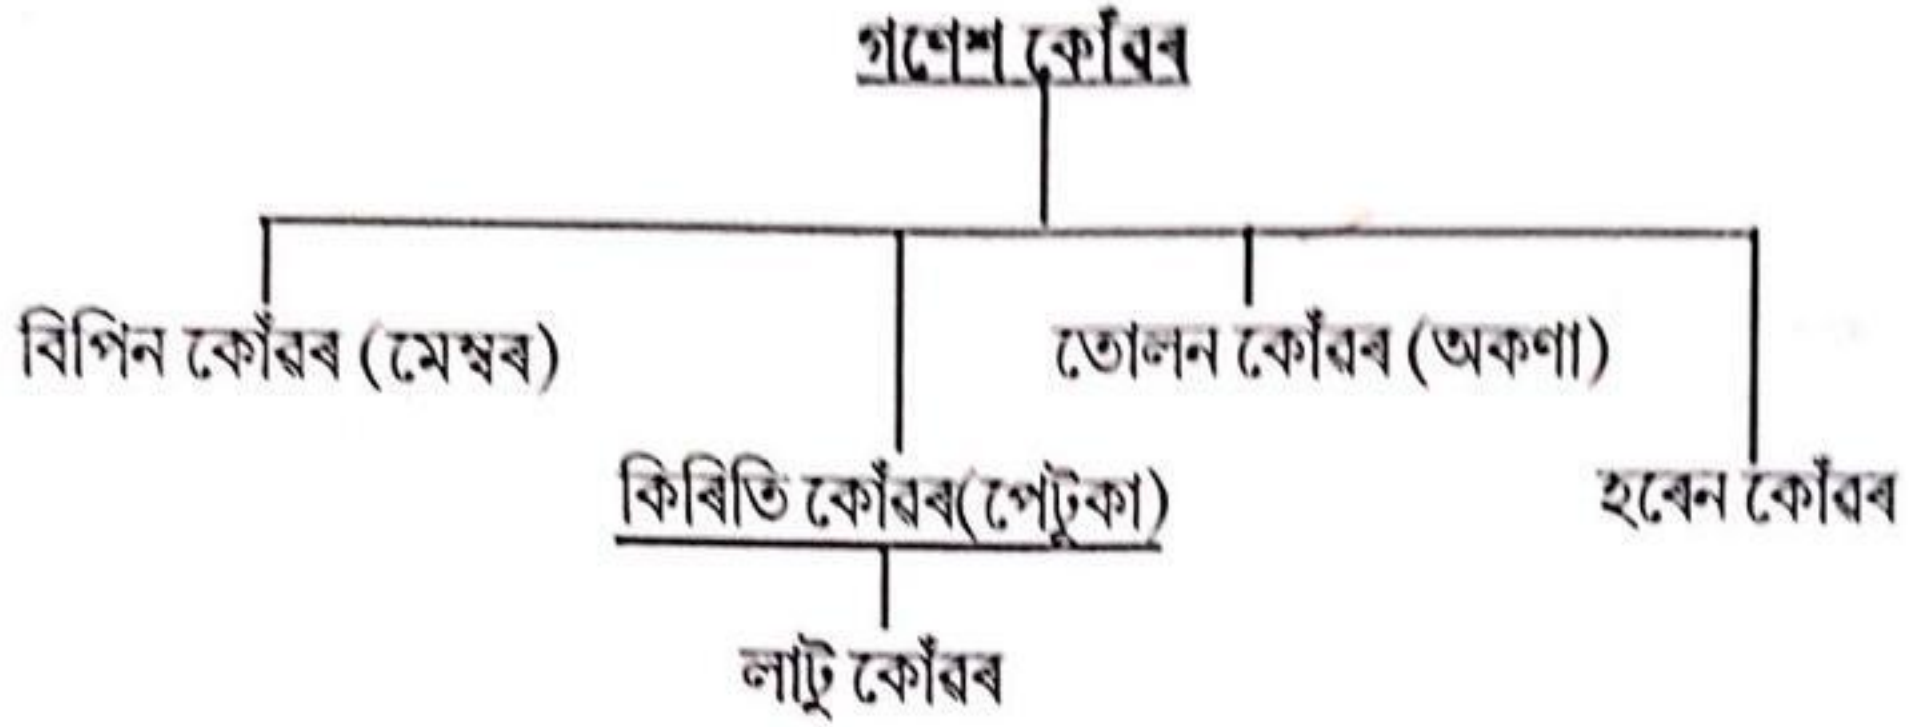 গণেশ কোঁৱৰ
বিপিন কোঁৱৰ (মেম্বৰ)
তোলন কোঁৱৰ (অকণা)
কিৰিতি কোঁৱৰ(পেটুকা)
হৰেন কোঁৱৰ
লাটু কোঁৱৰ